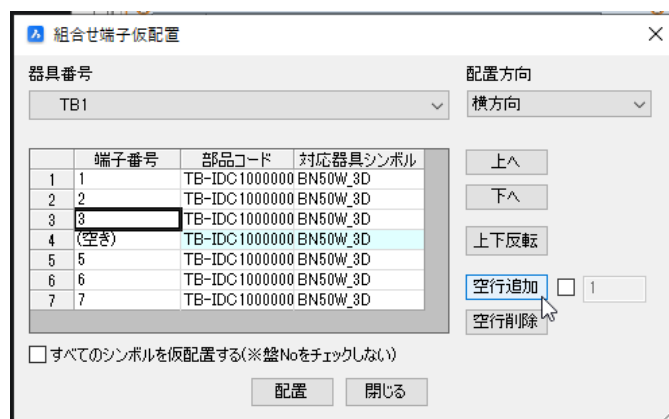 組合せ端子仮配置
器具番号
配置方向
TB1
横方向
端子番号 部品コード 対応器具シンボル
1 1 TB-IDC1000000 BN50W_3D
2 2 TB-IDC1000000 BN50W_3D
3 3 TB-IDC1000000 BN50W_3D
4 (空き) TB-IDC1000000 BN50W_3D
5 5 TB-IDC1000000 BN50W_3D
6 6 TB-IDC1000000 BN50W_3D
7 7 TB-IDC1000000 BN50W_3D
上へ
下へ
上下反転
空行追加 1
空行削除
すべてのシンボルを仮配置する(※盤Noをチェックしない)
配置 閉じる